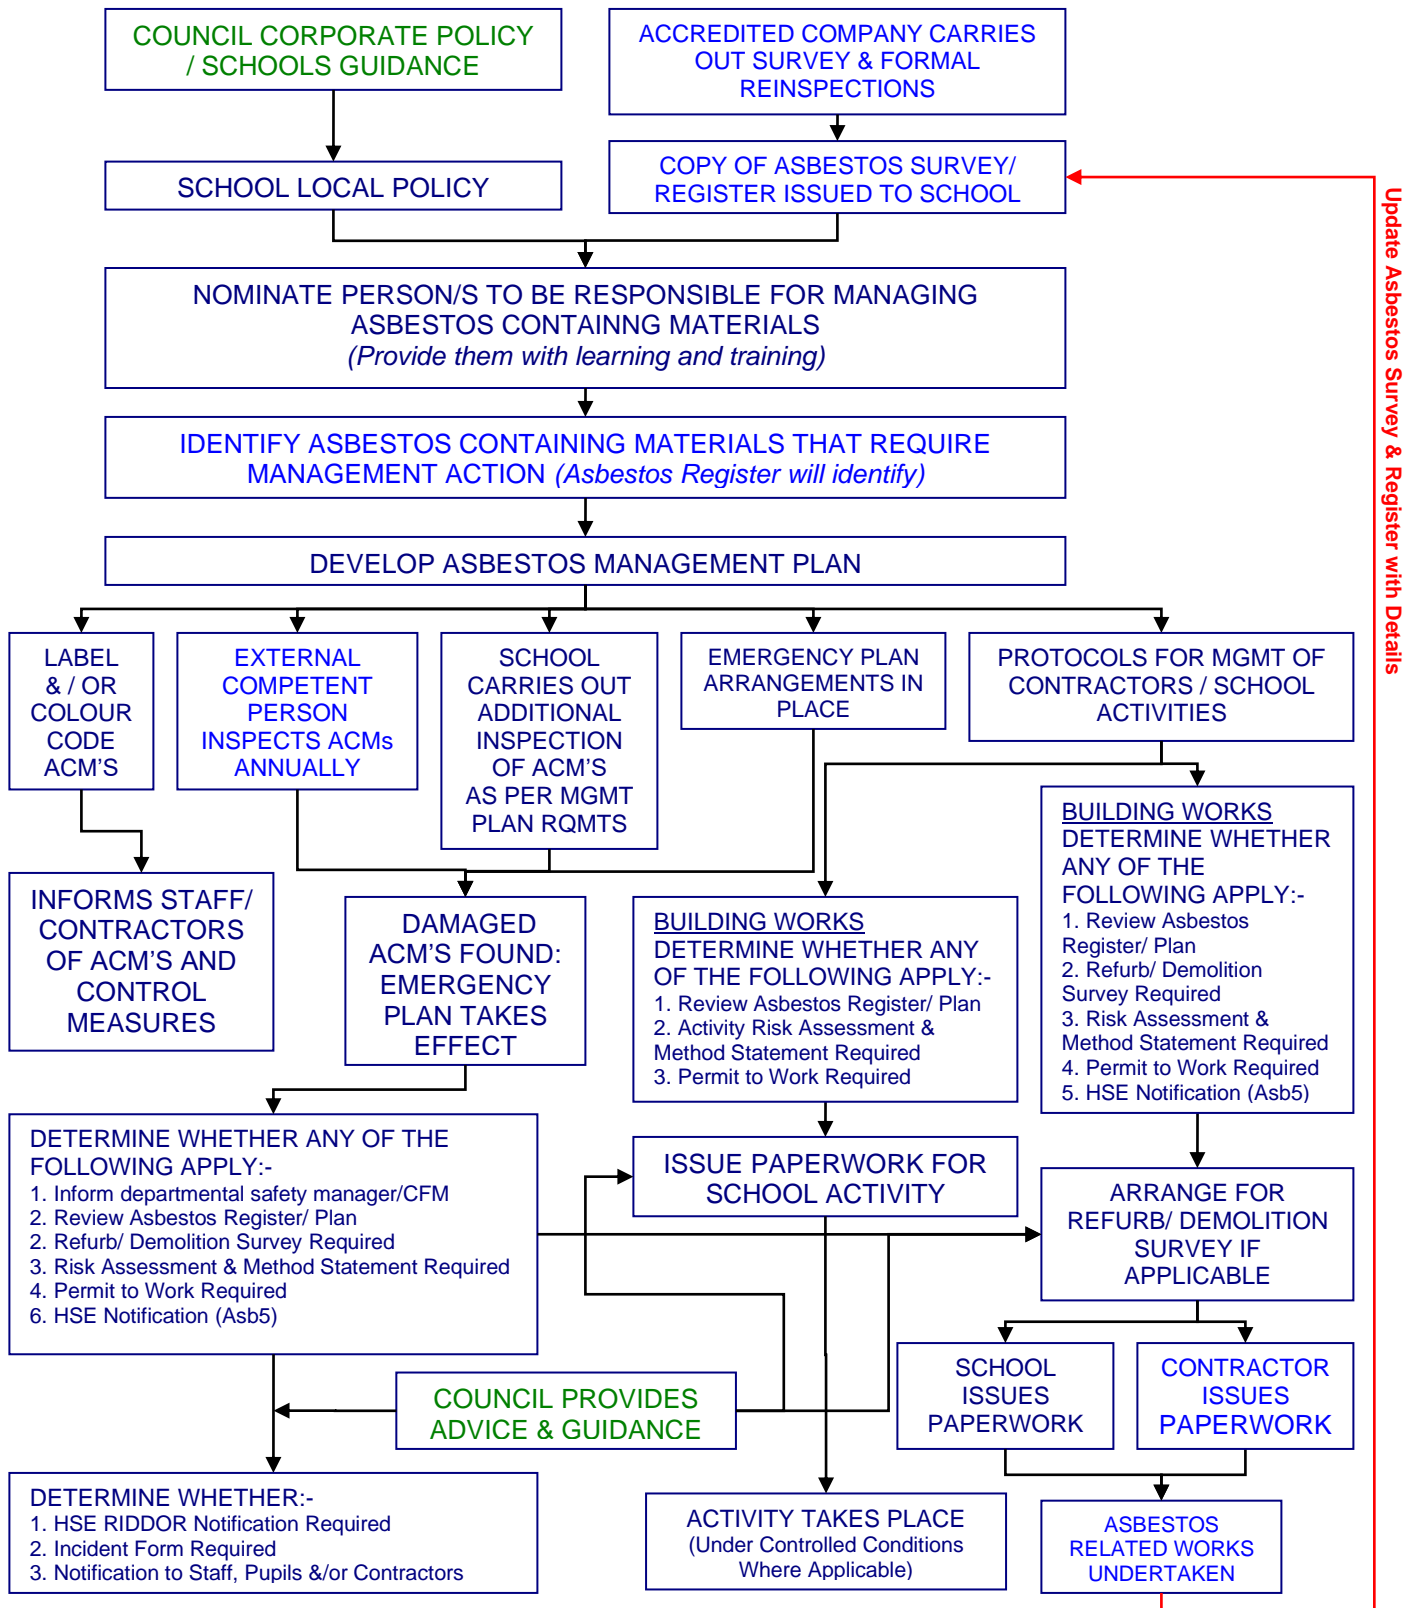 COUNCIL CORPORATE POLICY
/ SCHOOLS GUIDANCE
ACCREDITED COMPANY CARRIES
OUT SURVEY & FORMAL
REINSPECTIONS
SCHOOL LOCAL POLICY
COPY OF ASBESTOS SURVEY/
REGISTER ISSUED TO SCHOOL
Update Asbestos Survey & Register with Details
NOMINATE PERSON/S TO BE RESPONSIBLE FOR MANAGING
ASBESTOS CONTAINNG MATERIALS
(Provide them with learning and training)
IDENTIFY ASBESTOS CONTAINING MATERIALS THAT REQUIRE
MANAGEMENT ACTION (Asbestos Register will identify)
DEVELOP ASBESTOS MANAGEMENT PLAN
LABEL
& / OR
COLOUR
CODE
ACM'S
EXTERNAL
COMPETENT
PERSON
INSPECTS ACMs
ANNUALLY
SCHOOL
CARRIES OUT
ADDITIONAL
INSPECTION
OF ACM'S
AS PER MGMT
PLAN RQMTS
EMERGENCY PLAN
ARRANGEMENTS IN
PLACE
PROTOCOLS FOR MGMT OF
CONTRACTORS / SCHOOL
ACTIVITIES
INFORMS STAFF/
CONTRACTORS
OF ACM'S AND
CONTROL
MEASURES
DAMAGED
ACM'S FOUND:
EMERGENCY
PLAN TAKES
EFFECT
BUILDING WORKS
DETERMINE WHETHER ANY
OF THE FOLLOWING APPLY:-
1. Review Asbestos Register/ Plan
2. Activity Risk Assessment &
Method Statement Required
3. Permit to Work Required
BUILDING WORKS
DETERMINE WHETHER
ANY OF THE
FOLLOWING APPLY:-
1. Review Asbestos
Register/ Plan
2. Refurb/ Demolition
Survey Required
3. Risk Assessment &
Method Statement Required
4. Permit to Work Required
5. HSE Notification (Asb5)
DETERMINE WHETHER ANY OF THE
FOLLOWING APPLY:-
1. Inform departmental safety manager/CFM
2. Review Asbestos Register/ Plan
2. Refurb/ Demolition Survey Required
3. Risk Assessment & Method Statement Required
4. Permit to Work Required
6. HSE Notification (Asb5)
ISSUE PAPERWORK FOR
SCHOOL ACTIVITY
ARRANGE FOR
REFURB/ DEMOLITION
SURVEY IF
APPLICABLE
COUNCIL PROVIDES
ADVICE & GUIDANCE
SCHOOL
ISSUES
PAPERWORK
CONTRACTOR
ISSUES
PAPERWORK
DETERMINE WHETHER:-
1. HSE RIDDOR Notification Required
2. Incident Form Required
3. Notification to Staff, Pupils &/or Contractors
ACTIVITY TAKES PLACE
(Under Controlled Conditions
Where Applicable)
ASBESTOS
RELATED WORKS
UNDERTAKEN